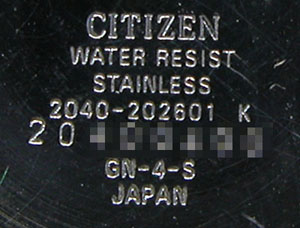 CITIZEN
WATER RESIST
STAINLESS
2040-202601 K
20
GN-4-S
JAPAN